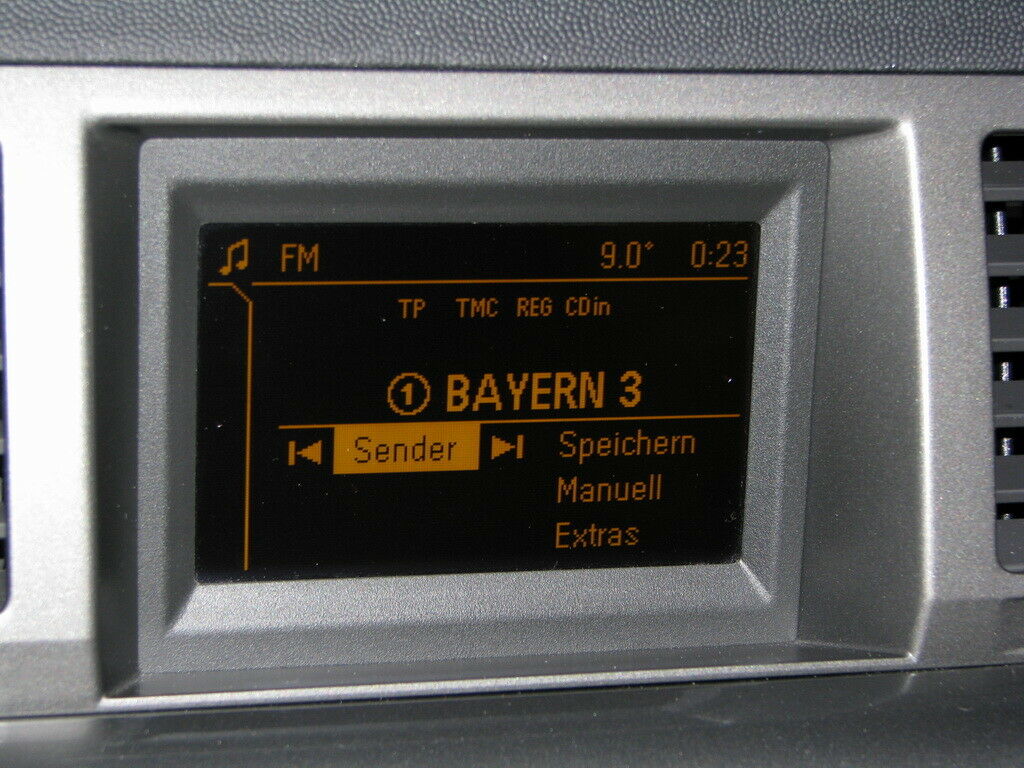 FM 9.0° 0:23
TP TMC REG CDin
① BAYERN 3
Sender Speichern
Manuell
Extras